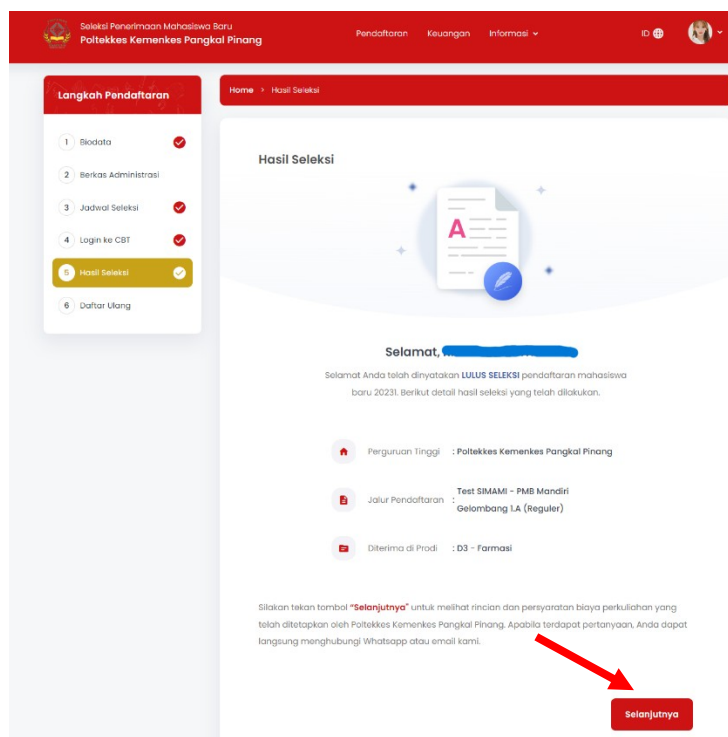 Seleksi Penerimaan Mahasiswa Baru
Poltekkes Kemenkes Pangkal Pinang
Pendaftaran Keuangan Informasi ID
Langkah Pendaftaran
Home > Hasil Seleksi
1 Biodata
2 Berkas Administrasi
3 Jadwal Seleksi
4 Login ke CBT
5 Hasil Seleksi
6 Daftar Ulang
Hasil Seleksi
A
Selamat,
Selamat Anda telah dinyatakan LULUS SELEKSI pendaftaran mahasiswa
baru 20231. Berikut detail hasil seleksi yang telah dilakukan.
Perguruan Tinggi : Poltekkes Kemenkes Pangkal Pinang
Jalur Pendaftaran : Test SIMAMI - PMB Mandiri
Gelombang 1.A (Reguler)
Diterima di Prodi : D3 - Farmasi
Silakan tekan tombol "Selanjutnya" untuk melihat rincian dan persyaratan biaya perkuliahan yang
telah ditetapkan oleh Poltekkes Kemenkes Pangkal Pinang. Apabila terdapat pertanyaan, Anda dapat
langsung menghubungi Whatsapp atau email kami.
Selanjutnya